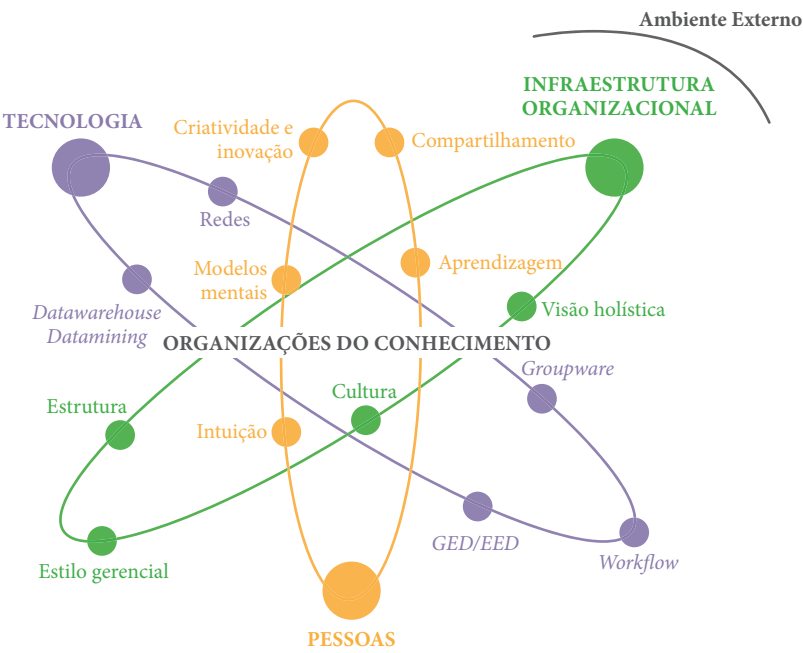 Ambiente Externo
INFRAESTRUTURA
ORGANIZACIONAL
TECNOLOGIA
Criatividade e
inovação
Compartilhamento
Redes
Modelos
mentais
Aprendizagem
Datawarehouse
Datamining
Visão holística
ORGANIZAÇÕES DO CONHECIMENTO
Groupware
Estrutura
Cultura
Intuição
GED/EED
Workflow
Estilo gerencial
PESSOAS